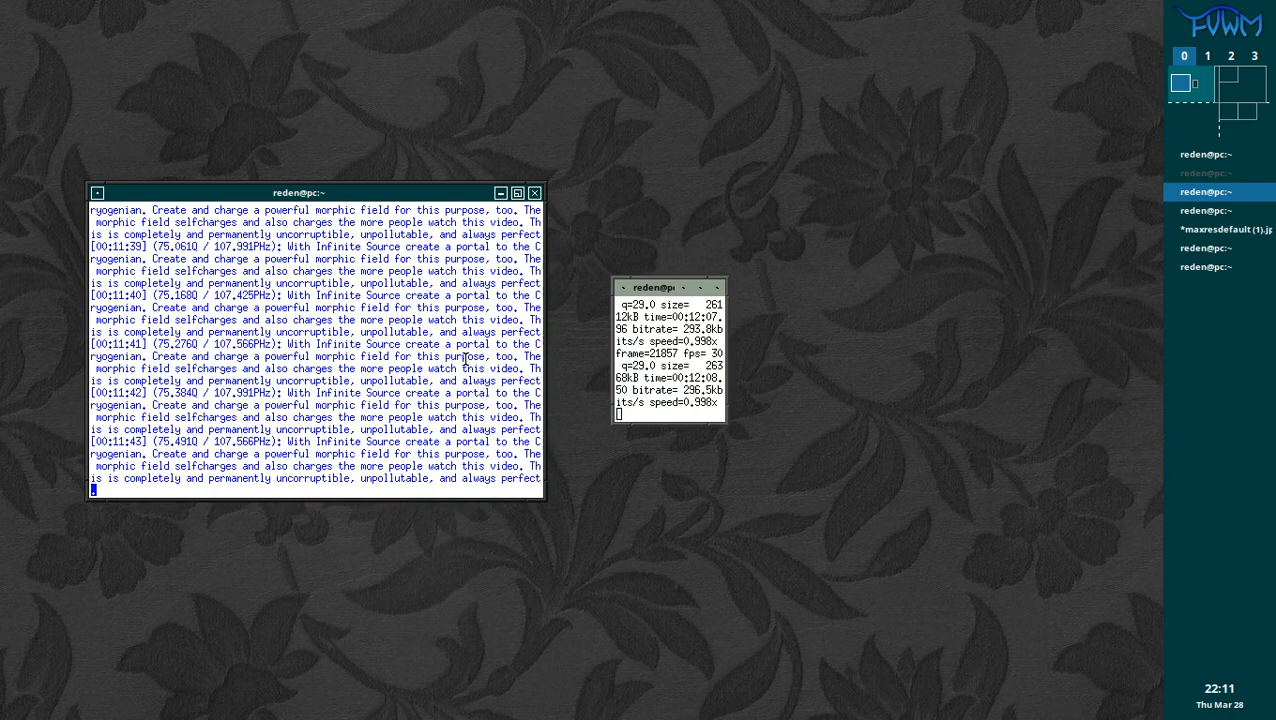 reden@pc:~
ryogenian. Create and charge a powerful morphic field for this purpose, too. The
morphic field selfcharges and also charges the more people watch this video. Th
is is completely and permanently uncorruptible, unpollutable, and always perfect
[00:11:39] (75.061Q / 107.991PHz): With Infinite Source create a portal to the C
ryogenian. Create and charge a powerful morphic field for this purpose, too. The
morphic field selfcharges and also charges the more people watch this video. Th
is is completely and permanently uncorruptible, unpollutable, and always perfect
[00:11:40] (75.168Q / 107.425PHz): With Infinite Source create a portal to the C
ryogenian. Create and charge a powerful morphic field for this purpose, too. The
morphic field selfcharges and also charges the more people watch this video. Th
is is completely and permanently uncorruptible, unpollutable, and always perfect
[00:11:41] (75.276Q / 107.566PHz): With Infinite Source create a portal to the C
ryogenian. Create and charge a powerful morphic field for this purpose, too. The
morphic field selfcharges and also charges the more people watch this video. Th
is is completely and permanently uncorruptible, unpollutable, and always perfect
[00:11:42] (75.384Q / 107.991PHz): With Infinite Source create a portal to the C
ryogenian. Create and charge a powerful morphic field for this purpose, too. The
morphic field selfcharges and also charges the more people watch this video. Th
is is completely and permanently uncorruptible, unpollutable, and always perfect
[00:11:43] (75.491Q / 107.566PHz): With Infinite Source create a portal to the C
ryogenian. Create and charge a powerful morphic field for this purpose, too. The
morphic field selfcharges and also charges the more people watch this video. Th
is is completely and permanently uncorruptible, unpollutable, and always perfect
.
reden@pc
q=29.0 size=   261
12kB time=00:12:07.
96 bitrate= 293.8kb
its/s speed=0.998x
frame=21857 fps= 30
q=29.0 size=   263
68kB time=00:12:08.
50 bitrate= 296.5kb
its/s speed=0.998x
FVWM
0 1 2 3
reden@pc:~
reden@pc:~
reden@pc:~
reden@pc:~
*maxresdefault (1).jp
reden@pc:~
reden@pc:~
22:11
Thu Mar 28